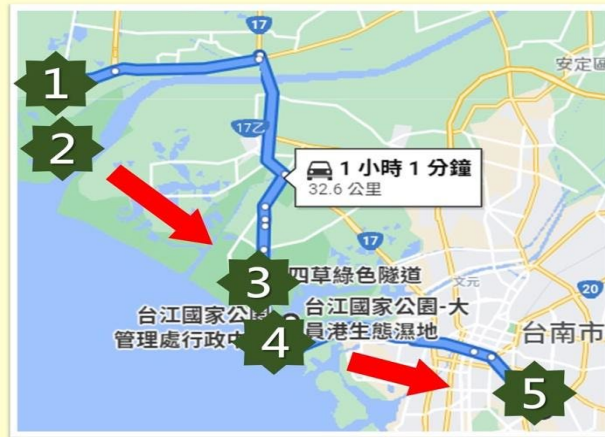 17
安定區
1
2
17乙
1 小時 1 分鐘
32.6 公里
17
3
四草綠色隧道
文元
20
台江國家公
管理處行政中
台江國家公園-大
員港生態濕地
4
台南市
5